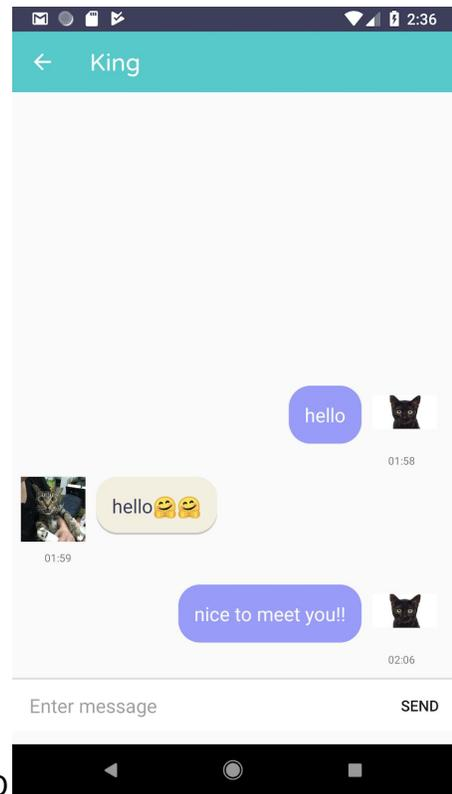 2:36
King
hello
01:58
hello🤗🤗
01:59
nice to meet you!!
02:06
Enter message SEND